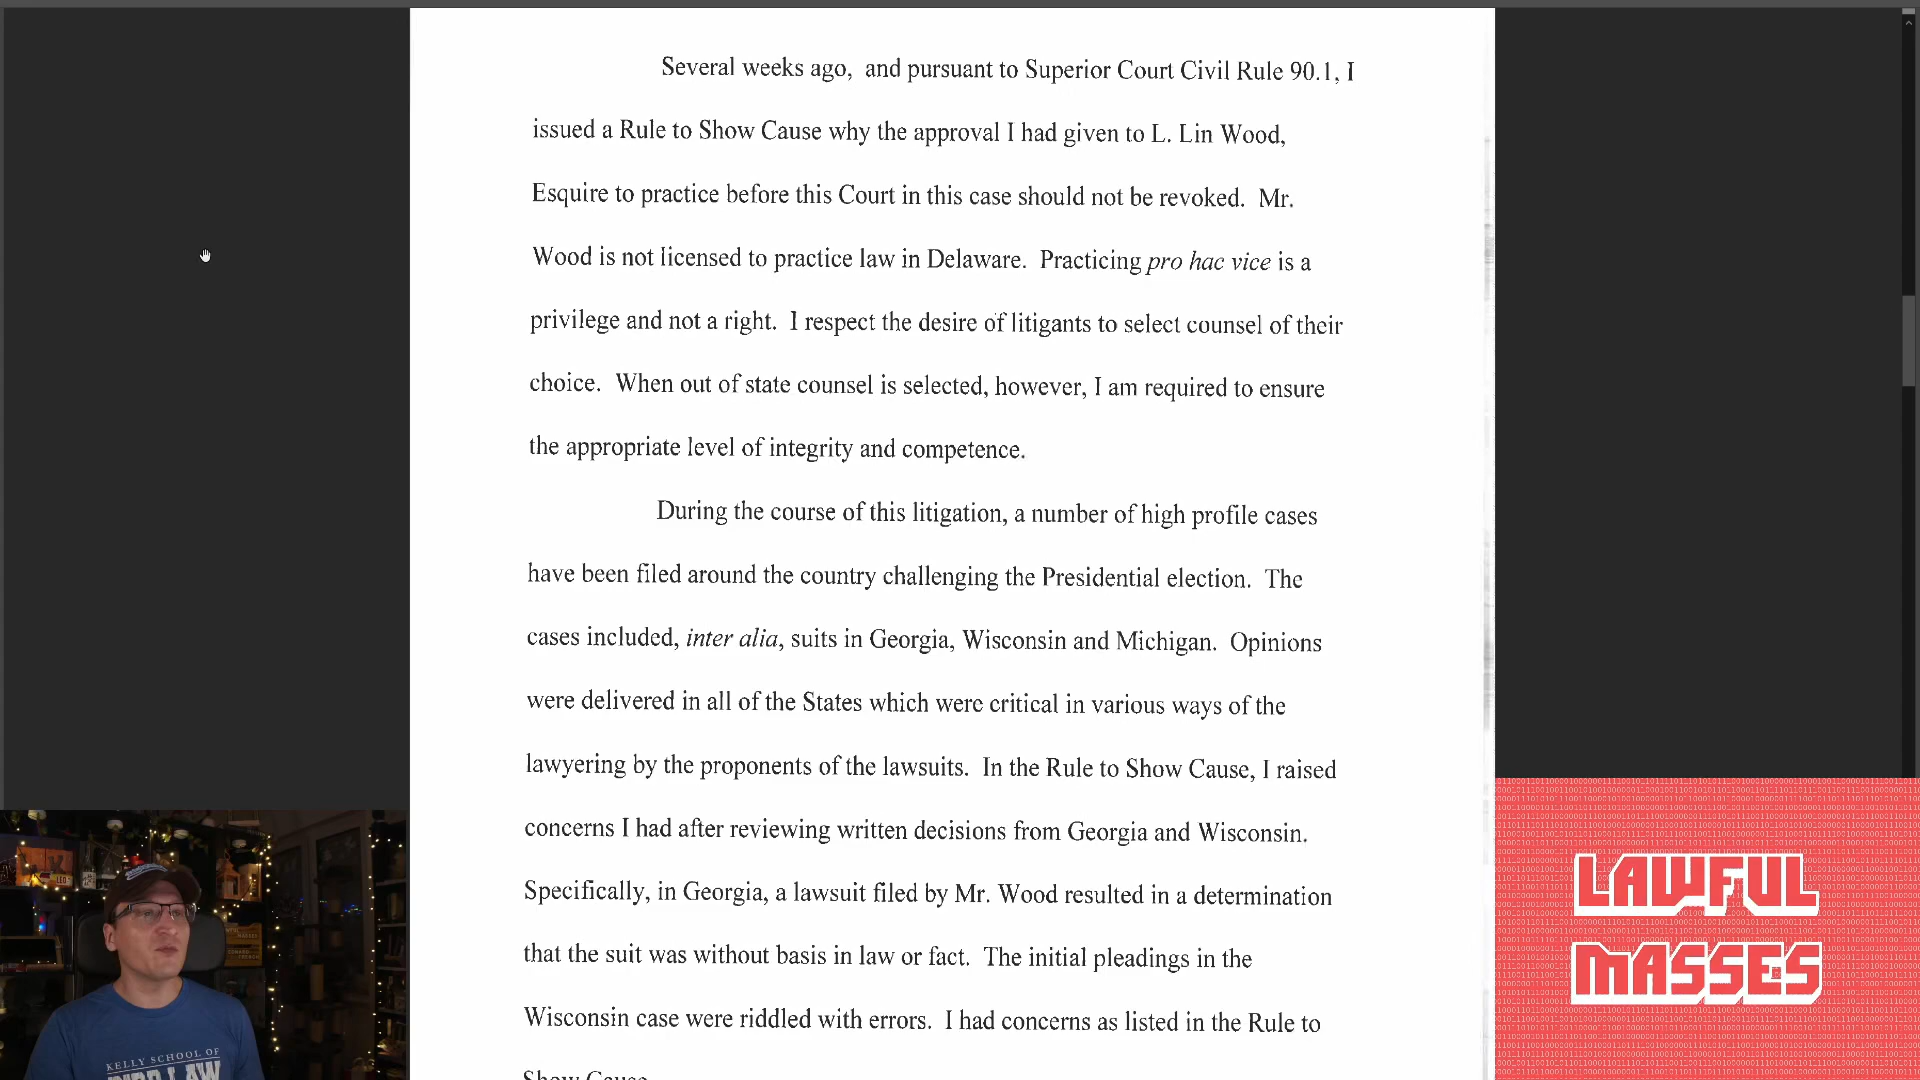 Several weeks ago, and pursuant to Superior Court Civil Rule 90.1, I
issued a Rule to Show Cause why the approval I had given to L. Lin Wood,
Esquire to practice before this Court in this case should not be revoked. Mr.
Wood is not licensed to practice law in Delaware. Practicing pro hac vice is a
privilege and not a right. I respect the desire of litigants to select counsel of their
choice. When out of state counsel is selected, however, I am required to ensure
the appropriate level of integrity and competence.
During the course of this litigation, a number of high profile cases
have been filed around the country challenging the Presidential election. The
cases included, inter alia, suits in Georgia, Wisconsin and Michigan. Opinions
were delivered in all of the States which were critical in various ways of the
lawyering by the proponents of the lawsuits. In the Rule to Show Cause, I raised
concerns I had after reviewing written decisions from Georgia and Wisconsin.
Specifically, in Georgia, a lawsuit filed by Mr. Wood resulted in a determination
that the suit was without basis in law or fact. The initial pleadings in the
Wisconsin case were riddled with errors. I had concerns as listed in the Rule to
Show Cause
LAWFUL
MASSES
KELLY SCHOOL OF
LAW